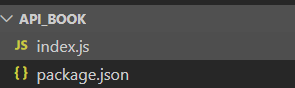 API_BOOK
JS index.js
{} package.json